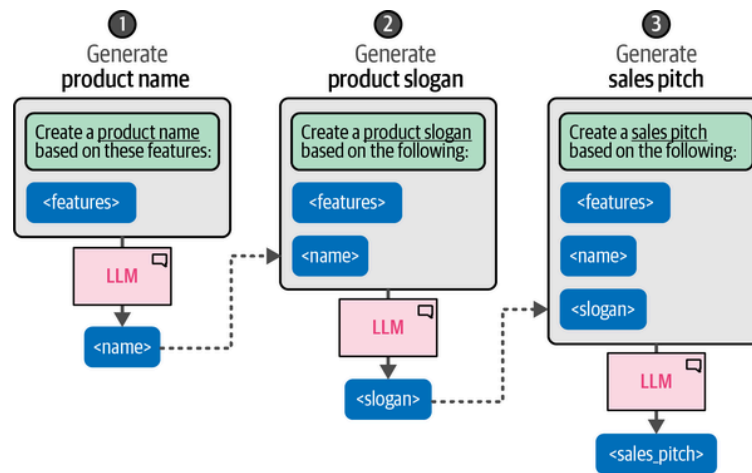 1
Generate
product name
Create a product name
based on these features:
<features>
LLM
<name>
2
Generate
product slogan
Create a product slogan
based on the following:
<features>
<name>
LLM
<slogan>
3
Generate
sales pitch
Create a sales pitch
based on the following:
<features>
<name>
<slogan>
LLM
<sales_pitch>